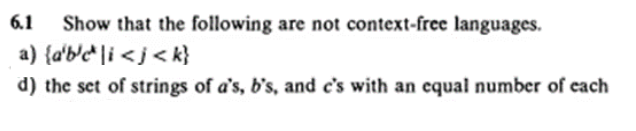 6.1 Show that the following are not context-free languages.
a) {aⁱbʲcᵏ | i < j < k}
d) the set of strings of a's, b's, and c's with an equal number of each